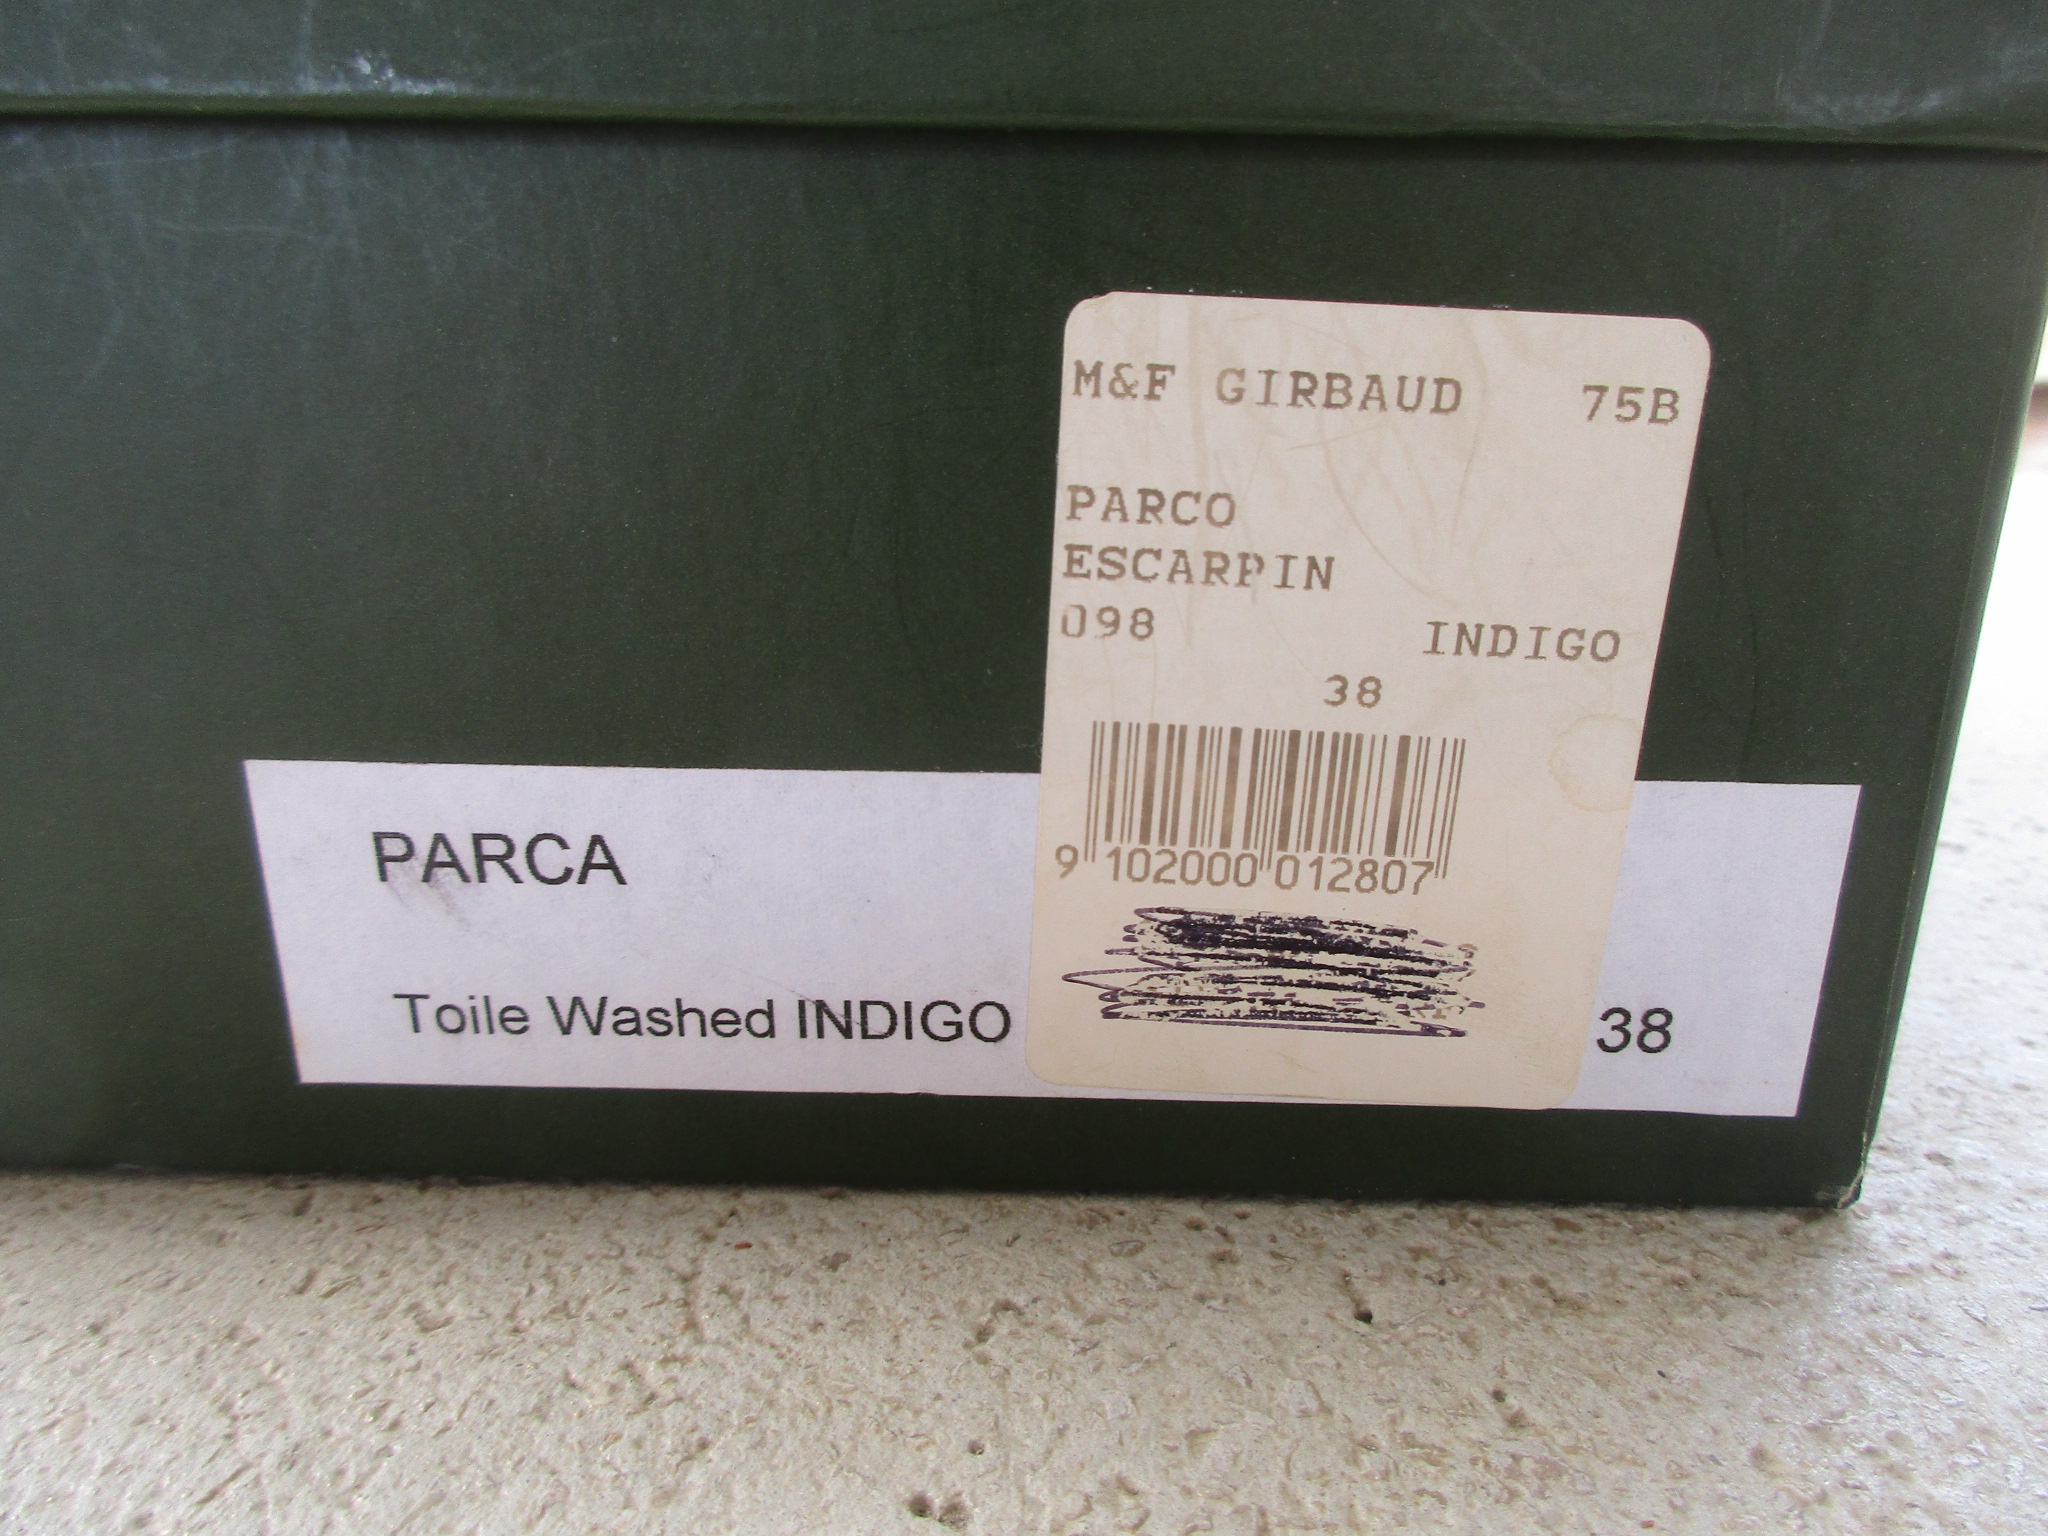 M&F GIRBAUD 75B
PARCO
ESCARPIN
098 INDIGO
38
9 102000 012807
PARCA
Toile Washed INDIGO 38